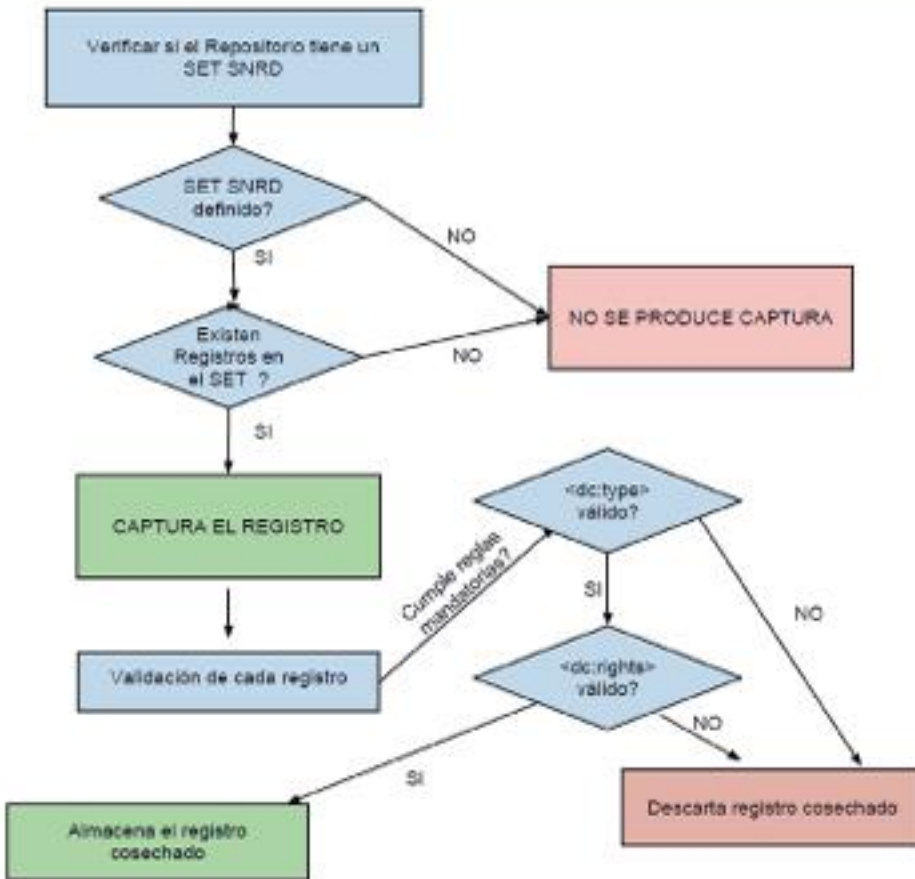 Verificar si el Repositorio tiene un
SET SNRD
SET SNRD
definido?
NO
SI
NO SE PRODUCE CAPTURA
Existen
Registros en
el SET ?
NO
SI
CAPTURA EL REGISTRO
<dc:type>
válido?
Cumple reglas
mandatorias?
SI
NO
Validación de cada registro
<dc:rights>
válido?
NO
SI
Almacena el registro
cosechado
Descarta registro cosechado